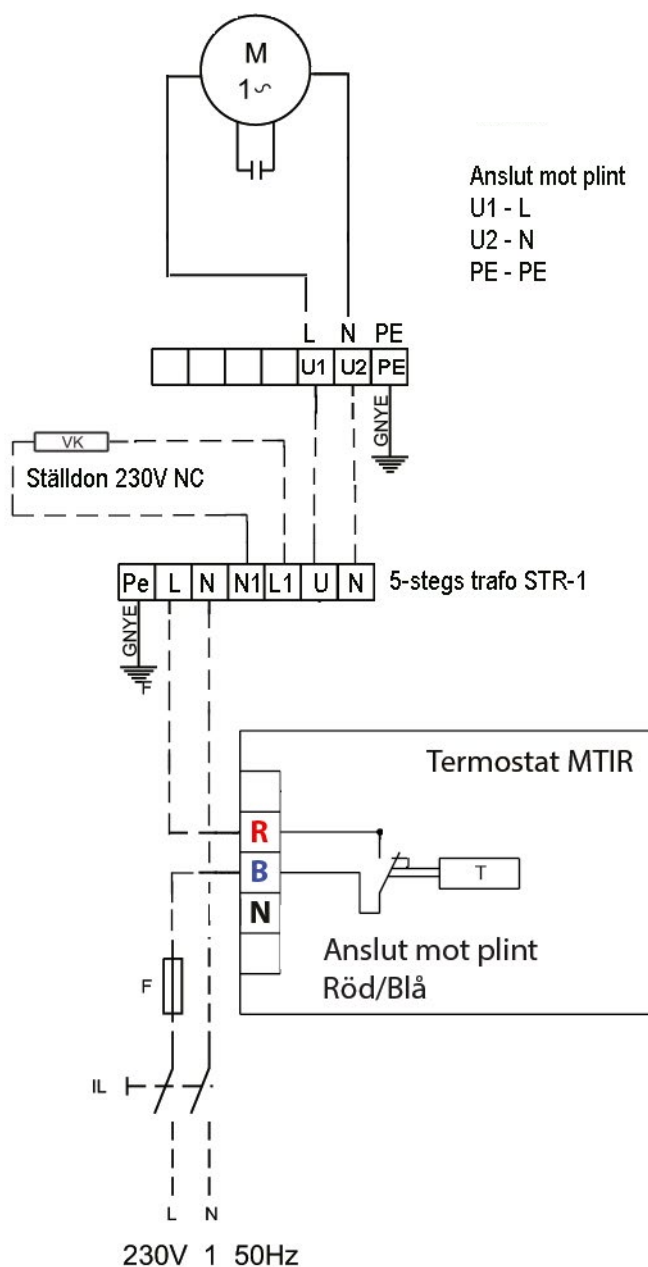 M
1~
Anslut mot plint
U1 - L
U2 - N
PE - PE
L N PE
U1 U2 PE
GNYE
VK
Ställdon 230V NC
Pe L N N1 L1 U N
5-stegs trafo STR-1
GNYE
F
Termostat MTIR
R
B
N
T
Anslut mot plint
Röd/Blå
F
IL
L N
230V 1 50Hz